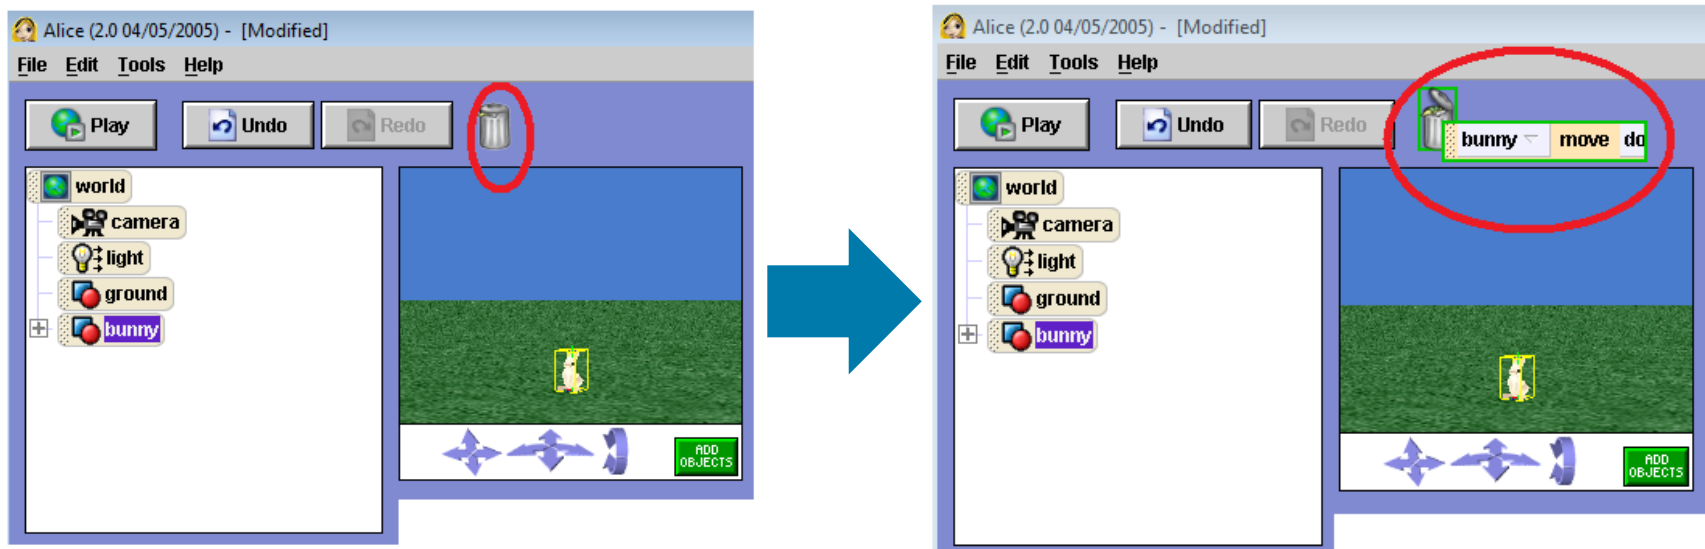 Alice (2.0 04/05/2005) - [Modified]
File Edit Tools Help
Play Undo Redo
world
camera
light
ground
bunny
ADD
OBJECTS
Alice (2.0 04/05/2005) - [Modified]
File Edit Tools Help
Play Undo Redo
bunny move do
world
camera
light
ground
bunny
ADD
OBJECTS